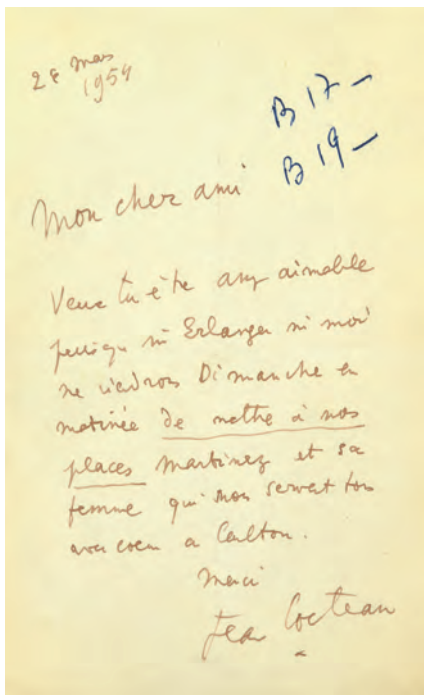 28 mars
1954
B 17 –
B 19 –
Mon cher ami
Veux tu être assez aimable
puisque ni Erlanger ni moi
ne viendrons Dimanche en
matinée de mettre à nos
places Martinez et sa
femme qui nous servent
avec coeur a Carlton.
Merci
Jean Cocteau